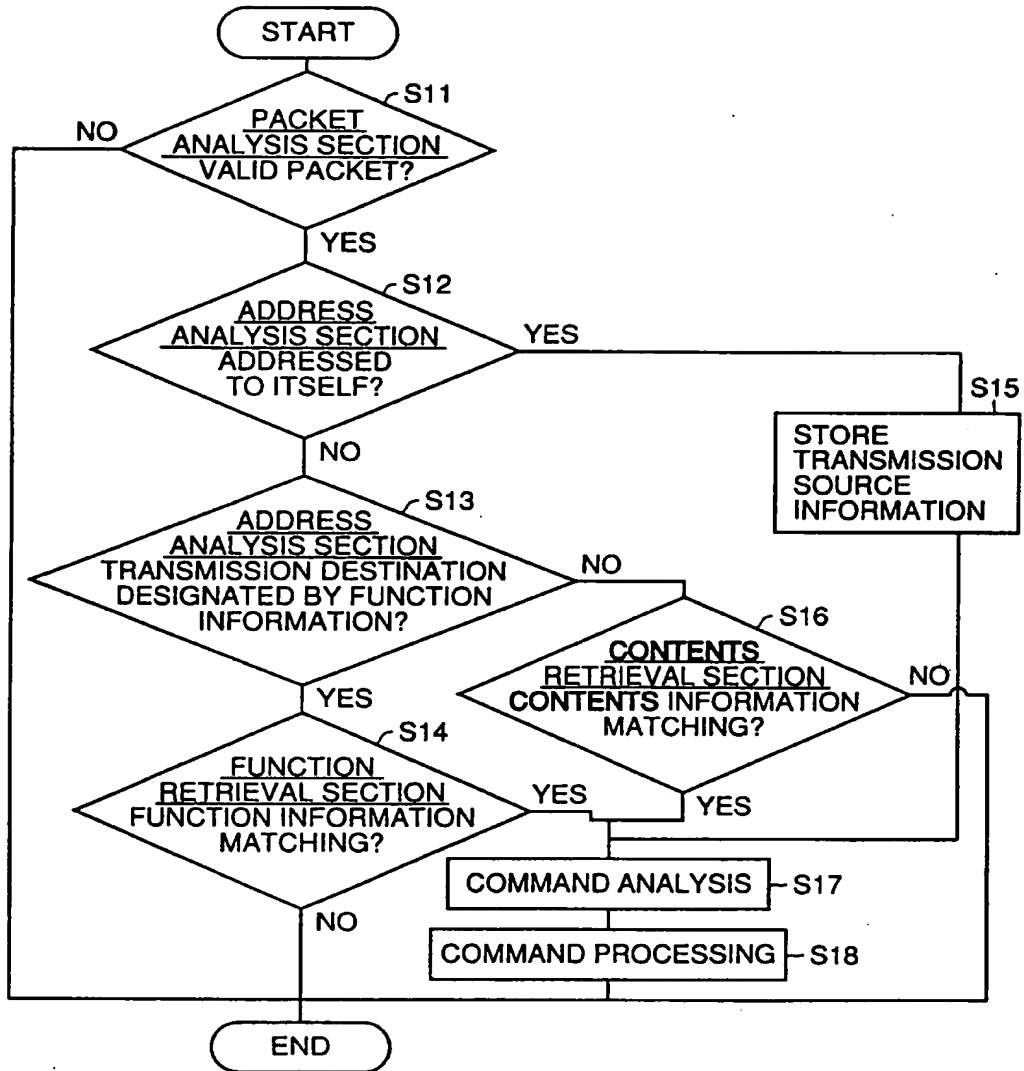 START
S11
PACKET
ANALYSIS SECTION
VALID PACKET?
NO
YES
S12
ADDRESS
ANALYSIS SECTION
ADDRESSED
TO ITSELF?
YES
NO
S15
STORE
TRANSMISSION
SOURCE
INFORMATION
S13
ADDRESS
ANALYSIS SECTION
TRANSMISSION DESTINATION
DESIGNATED BY FUNCTION
INFORMATION?
NO
YES
S16
CONTENTS
RETRIEVAL SECTION
CONTENTS INFORMATION
MATCHING?
NO
YES
S14
FUNCTION
RETRIEVAL SECTION
FUNCTION INFORMATION
MATCHING?
YES
NO
COMMAND ANALYSIS
S17
COMMAND PROCESSING
S18
END